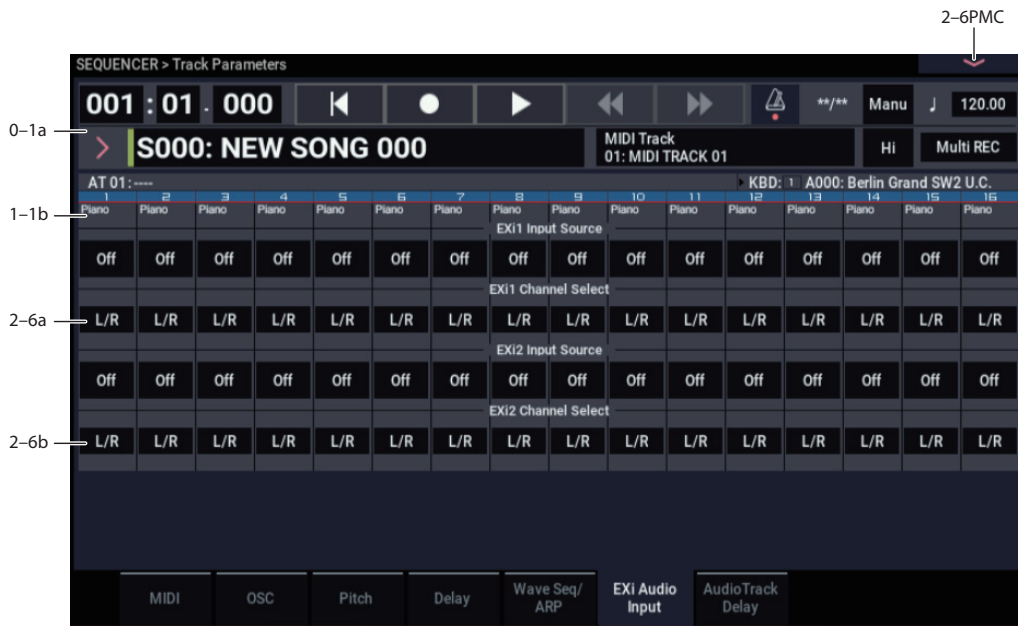 2–6PMC
SEQUENCER > Track Parameters
001 : 01 . 000 **/** Manu ♩ 120.00
0–1a
> S000: NEW SONG 000 MIDI Track
01: MIDI TRACK 01 Hi Multi REC
AT 01: ---- KBD: 1 A000: Berlin Grand SW2 U.C.
1 2 3 4 5 6 7 8 9 10 11 12 13 14 15 16
1–1b
Piano Piano Piano Piano Piano Piano Piano Piano Piano Piano Piano Piano Piano Piano Piano Piano
EXi1 Input Source
Off Off Off Off Off Off Off Off Off Off Off Off Off Off Off Off
EXi1 Channel Select
2–6a
L/R L/R L/R L/R L/R L/R L/R L/R L/R L/R L/R L/R L/R L/R L/R L/R
EXi2 Input Source
Off Off Off Off Off Off Off Off Off Off Off Off Off Off Off Off
EXi2 Channel Select
2–6b
L/R L/R L/R L/R L/R L/R L/R L/R L/R L/R L/R L/R L/R L/R L/R L/R
MIDI OSC Pitch Delay Wave Seq/
ARP EXi Audio
Input AudioTrack
Delay